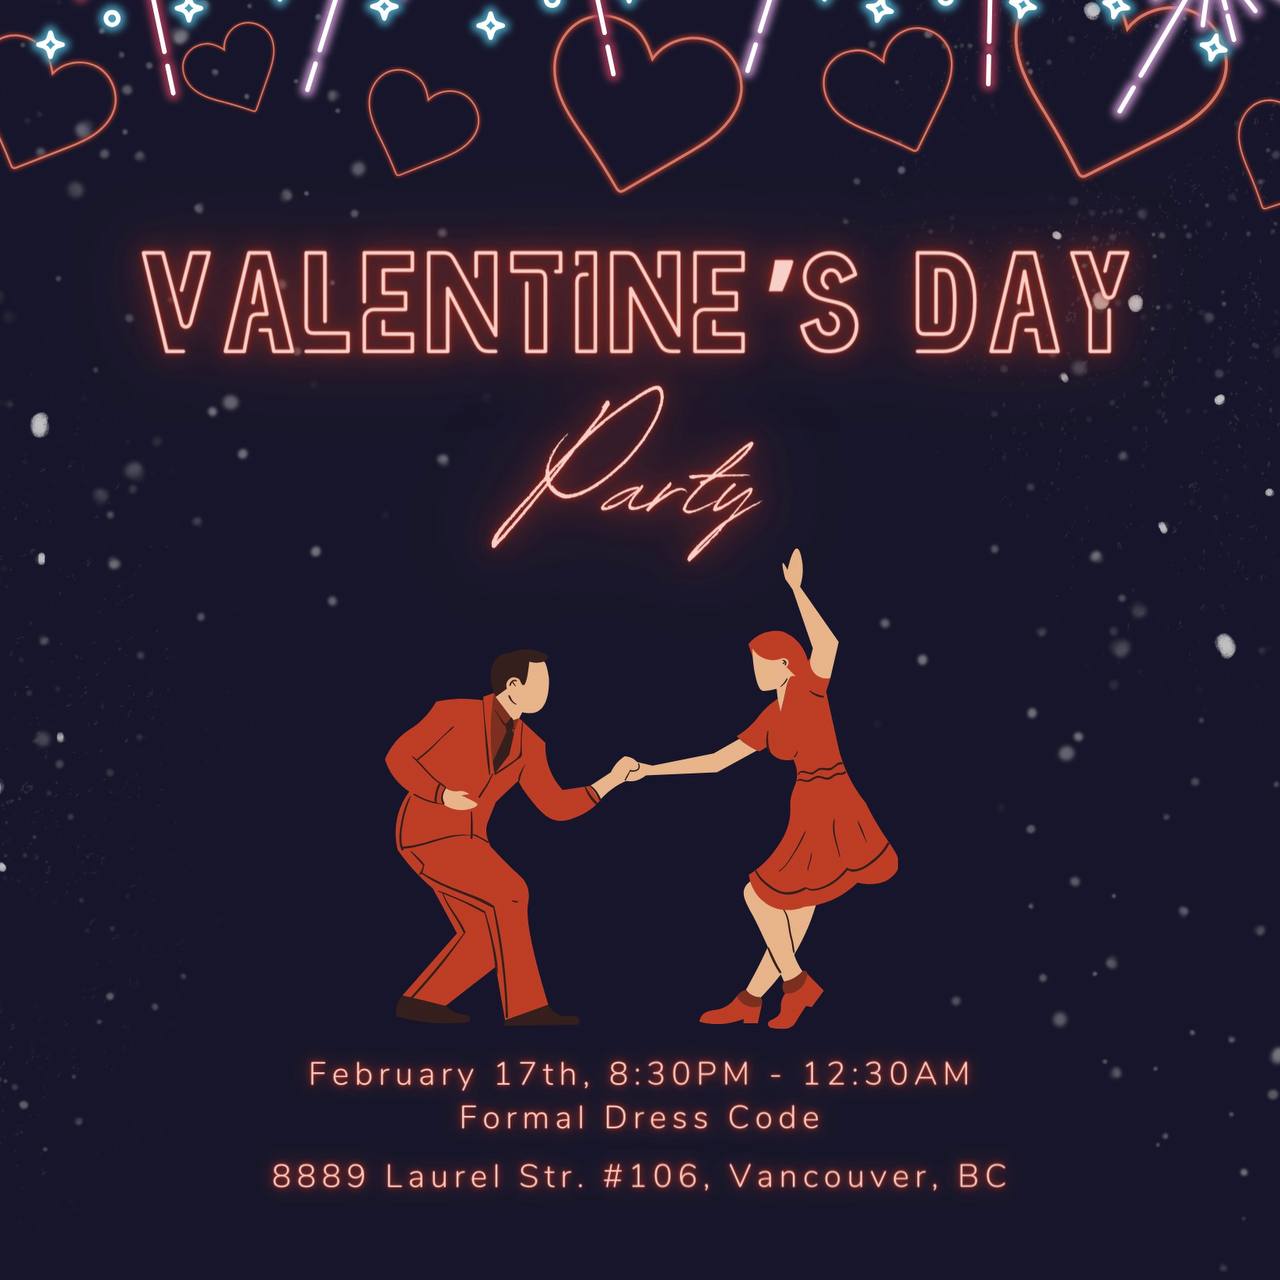 VALENTINE'S DAY
Party
February 17th, 8:30PM - 12:30AM
Formal Dress Code
8889 Laurel Str. #106, Vancouver, BC